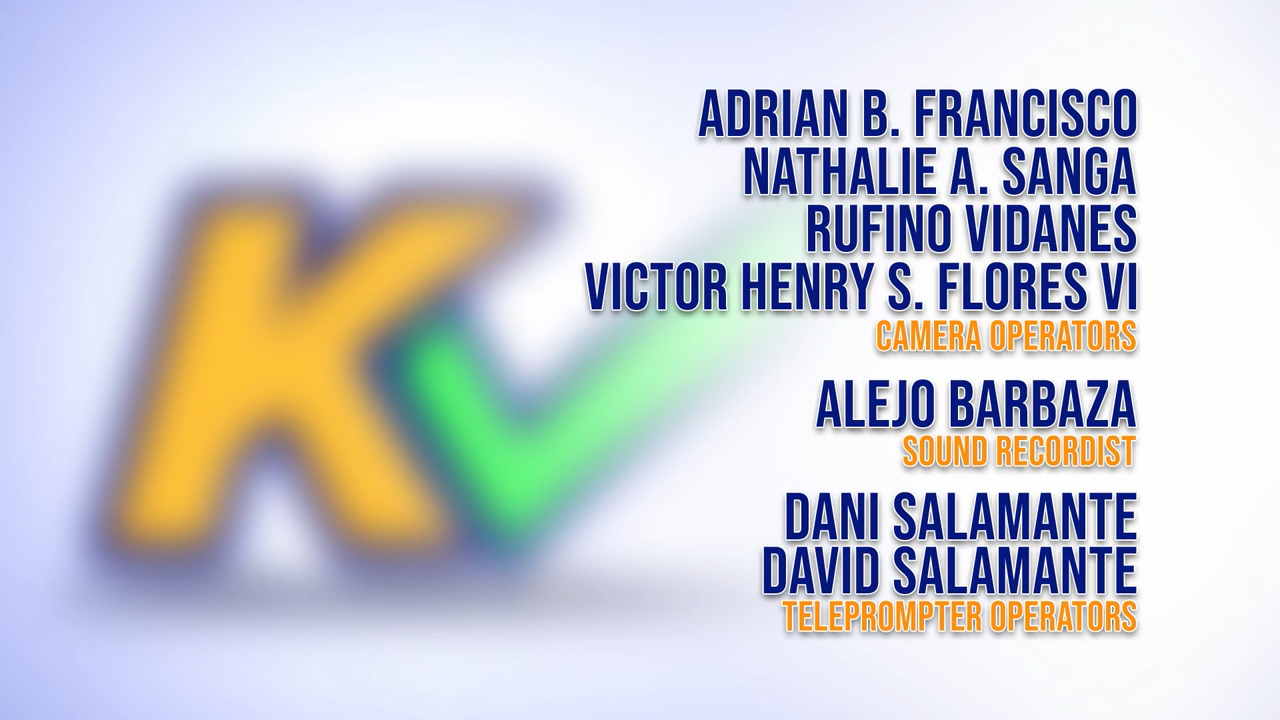 ADRIAN B. FRANCISCO
NATHALIE A. SANGA
RUFINO VIDANES
VICTOR HENRY S. FLORES VI
CAMERA OPERATORS
ALEJO BARBAZA
SOUND RECORDIST
DANI SALAMANTE
DAVID SALAMANTE
TELEPROMPTER OPERATORS
K